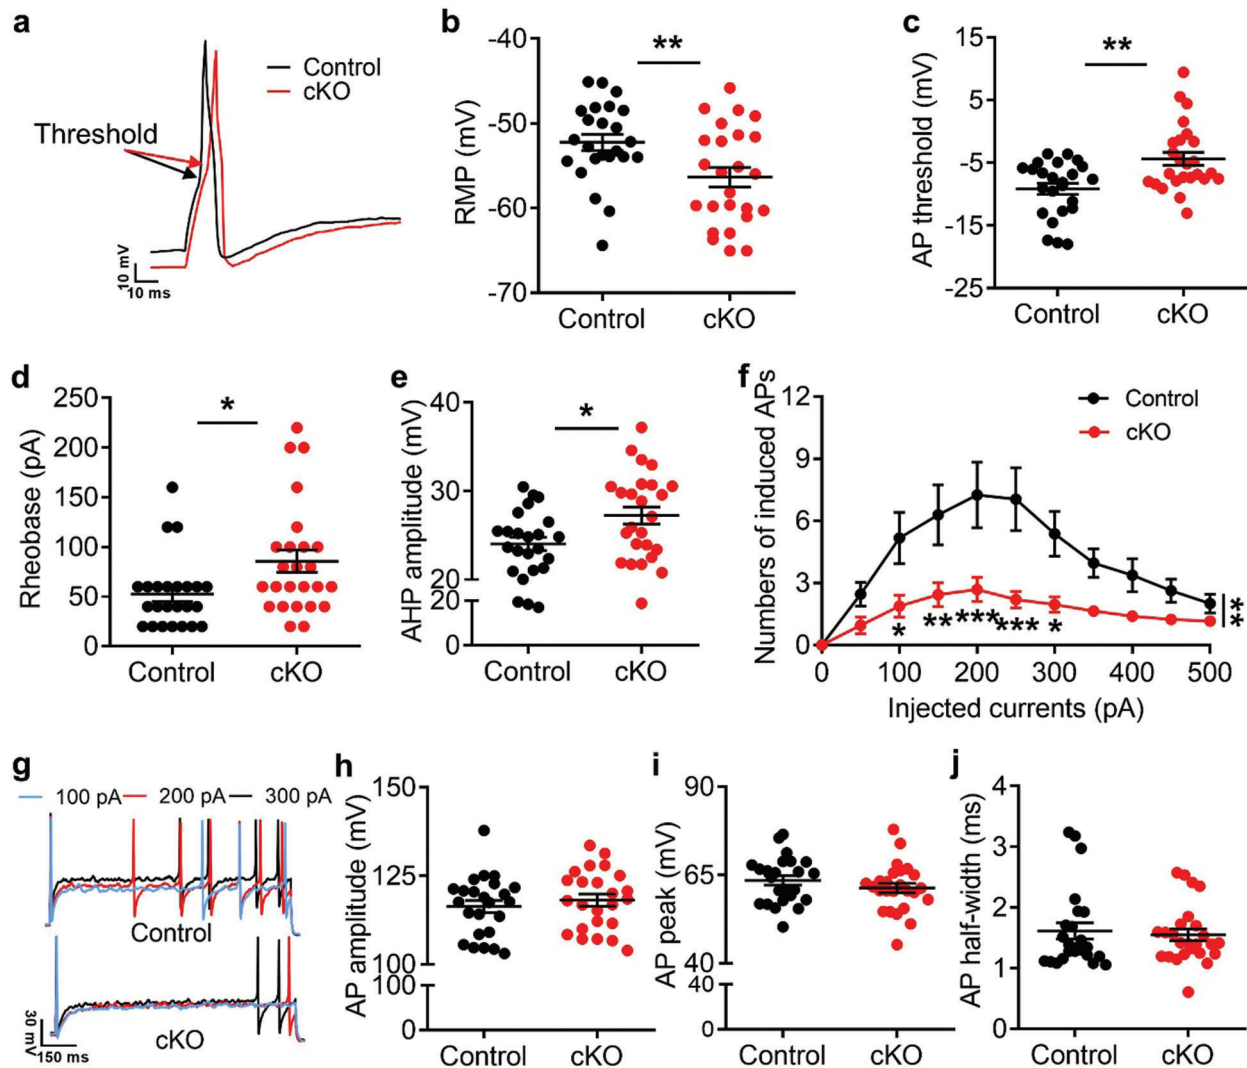 a
Control
cKO
Threshold
10 mV
10 ms
b
RMP (mV)
-40
-50
-60
-70
**
Control
cKO
c
AP threshold (mV)
15
5
-5
-15
-25
**
Control
cKO
d
Rheobase (pA)
250
200
150
100
50
0
*
Control
cKO
e
AHP amplitude (mV)
40
30
20
20
0
*
Control
cKO
f
Numbers of induced APs
12
9
6
3
0
Control
cKO
* ** *** *** *
**
0 100 200 300 400 500
Injected currents (pA)
g
100 pA 200 pA 300 pA
Control
30 mV
150 ms
cKO
h
AP amplitude (mV)
150
125
100
100
0
Control
cKO
i
AP peak (mV)
90
65
40
40
0
Control
cKO
j
AP half-width (ms)
4
3
2
1
0
Control
cKO